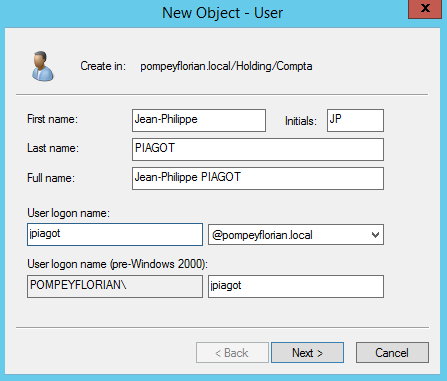 New Object - User
x
Create in: pompeyflorian.local/Holding/Compta
First name: Jean-Philippe Initials: JP
Last name: PIAGOT
Full name: Jean-Philippe PIAGOT
User logon name:
jpiagot @pompeyflorian.local
User logon name (pre-Windows 2000):
POMPEYFLORIAN\ jpiagot
< Back Next > Cancel